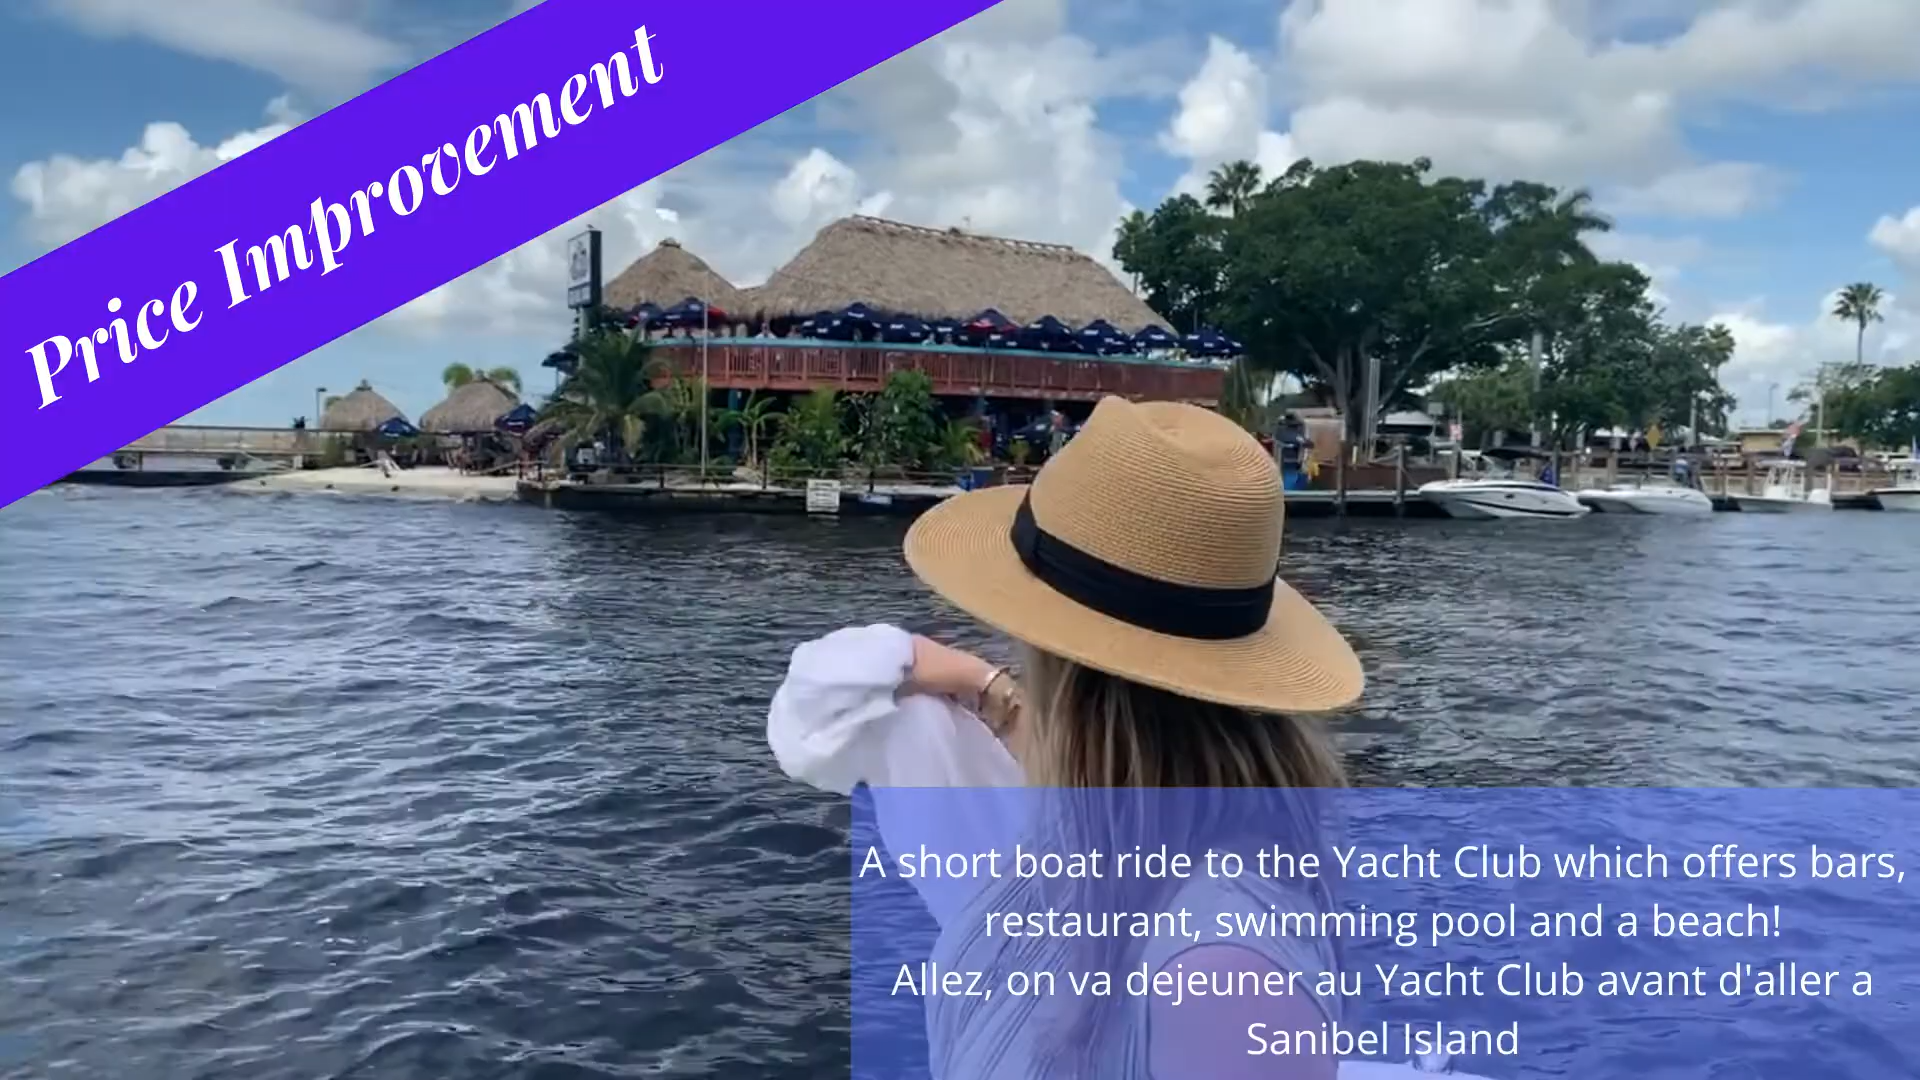 Price Improvement
A short boat ride to the Yacht Club which offers bars,
restaurant, swimming pool and a beach!
Allez, on va dejeuner au Yacht Club avant d'aller a
Sanibel Island